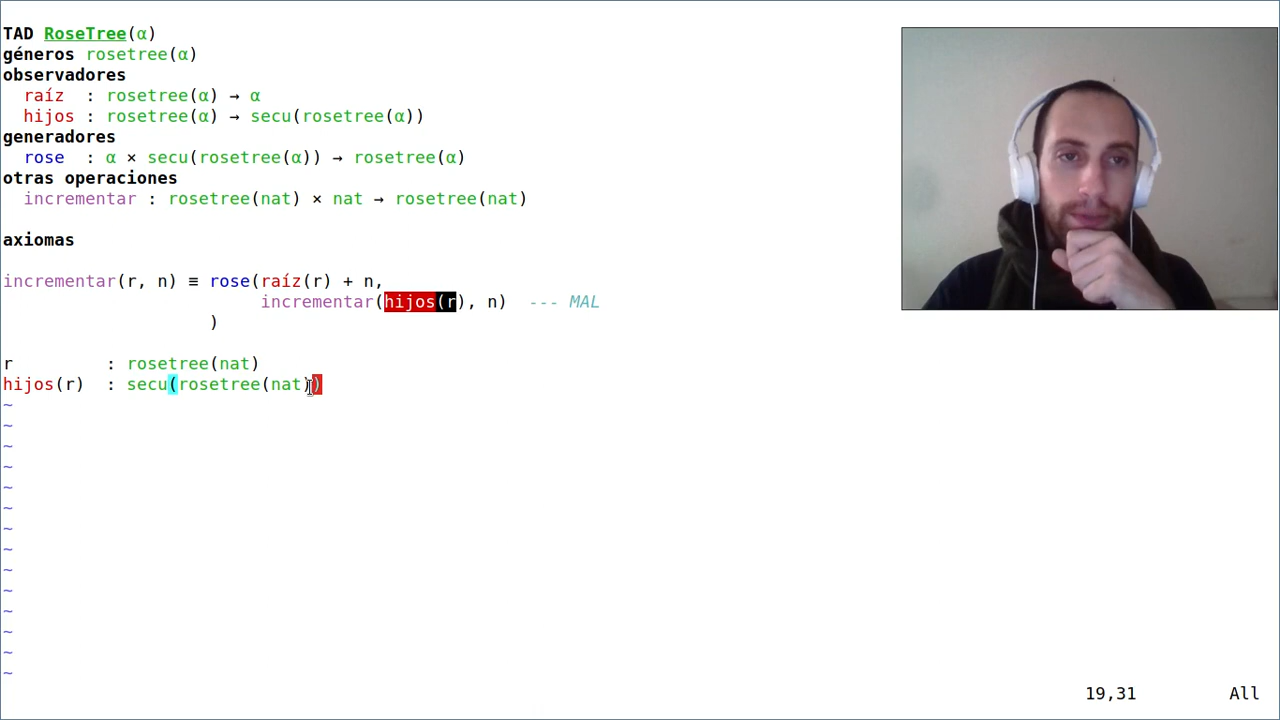 TAD RoseTree(α)
géneros rosetree(α)
observadores
  raíz  : rosetree(α) → α
  hijos : rosetree(α) → secu(rosetree(α))
generadores
  rose  : α × secu(rosetree(α)) → rosetree(α)
otras operaciones
  incrementar : rosetree(nat) × nat → rosetree(nat)
axiomas
incrementar(r, n) ≡ rose(raíz(r) + n,
                         incrementar(hijos(r), n)  --- MAL
                    )
r         : rosetree(nat)
hijos(r)  : secu(rosetree(nat))
~
~
~
~
~
~
~
~
~
~
~
~
~
~
19,31         All